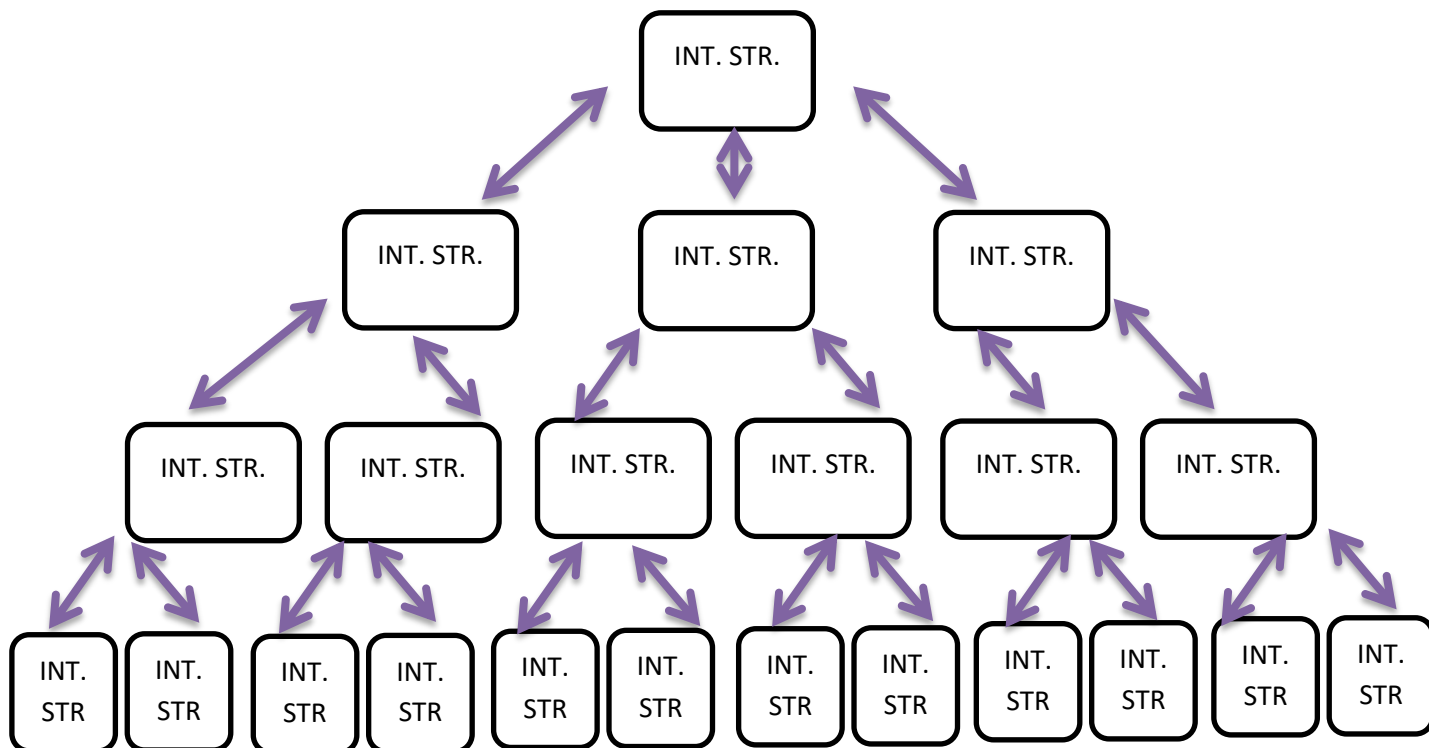 INT. STR.
INT. STR.
INT. STR.
INT. STR.
INT. STR.
INT. STR.
INT. STR.
INT. STR.
INT. STR.
INT. STR.
INT.
STR
INT.
STR
INT.
STR
INT.
STR
INT.
STR
INT.
STR
INT.
STR
INT.
STR
INT.
STR
INT.
STR
INT.
STR
INT.
STR